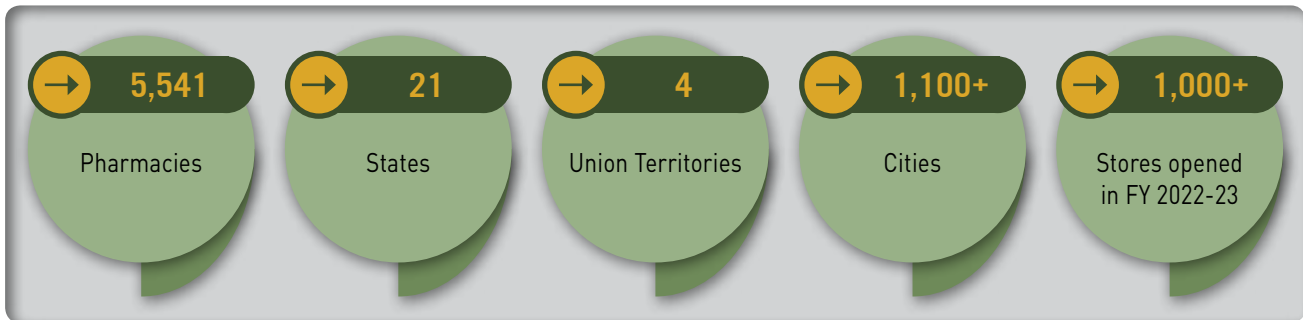 5,541
Pharmacies
21
States
4
Union Territories
1,100+
Cities
1,000+
Stores opened
in FY 2022-23